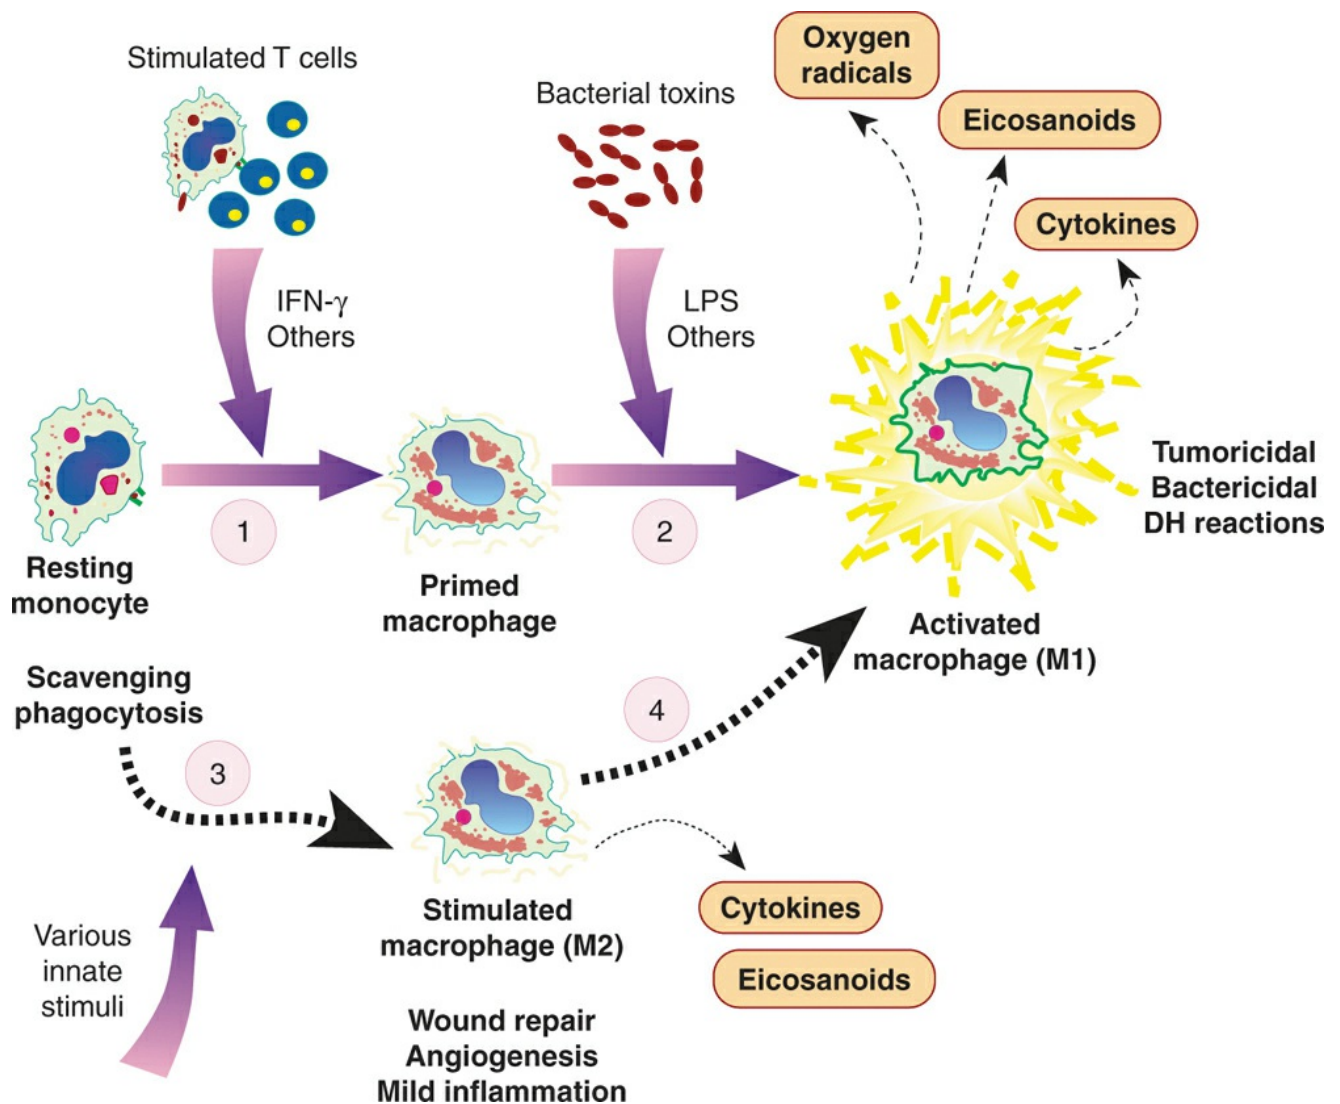 Stimulated T cells
Bacterial toxins
Oxygen
radicals
Eicosanoids
Cytokines
IFN-γ
Others
LPS
Others
1
2
Resting
monocyte
Primed
macrophage
Activated
macrophage (M1)
Tumoricidal
Bactericidal
DH reactions
Scavenging
phagocytosis
3
4
Various
innate
stimuli
Stimulated
macrophage (M2)
Cytokines
Eicosanoids
Wound repair
Angiogenesis
Mild inflammation